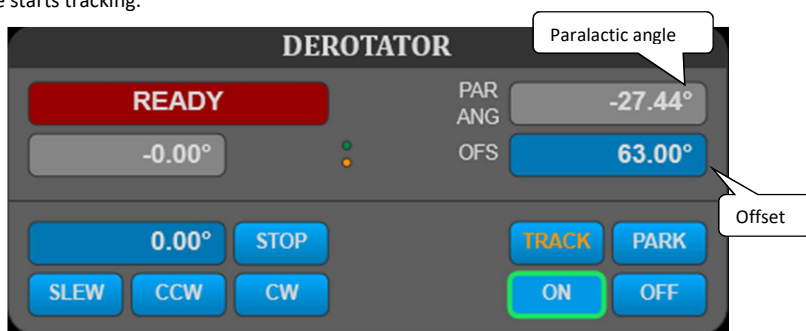 e starts tracking.
Paralactic angle
DEROTATOR
READY
PAR
ANG
-27.44°
-0.00°
OFS
63.00°
Offset
0.00°
STOP
TRACK
PARK
SLEW
CCW
CW
ON
OFF